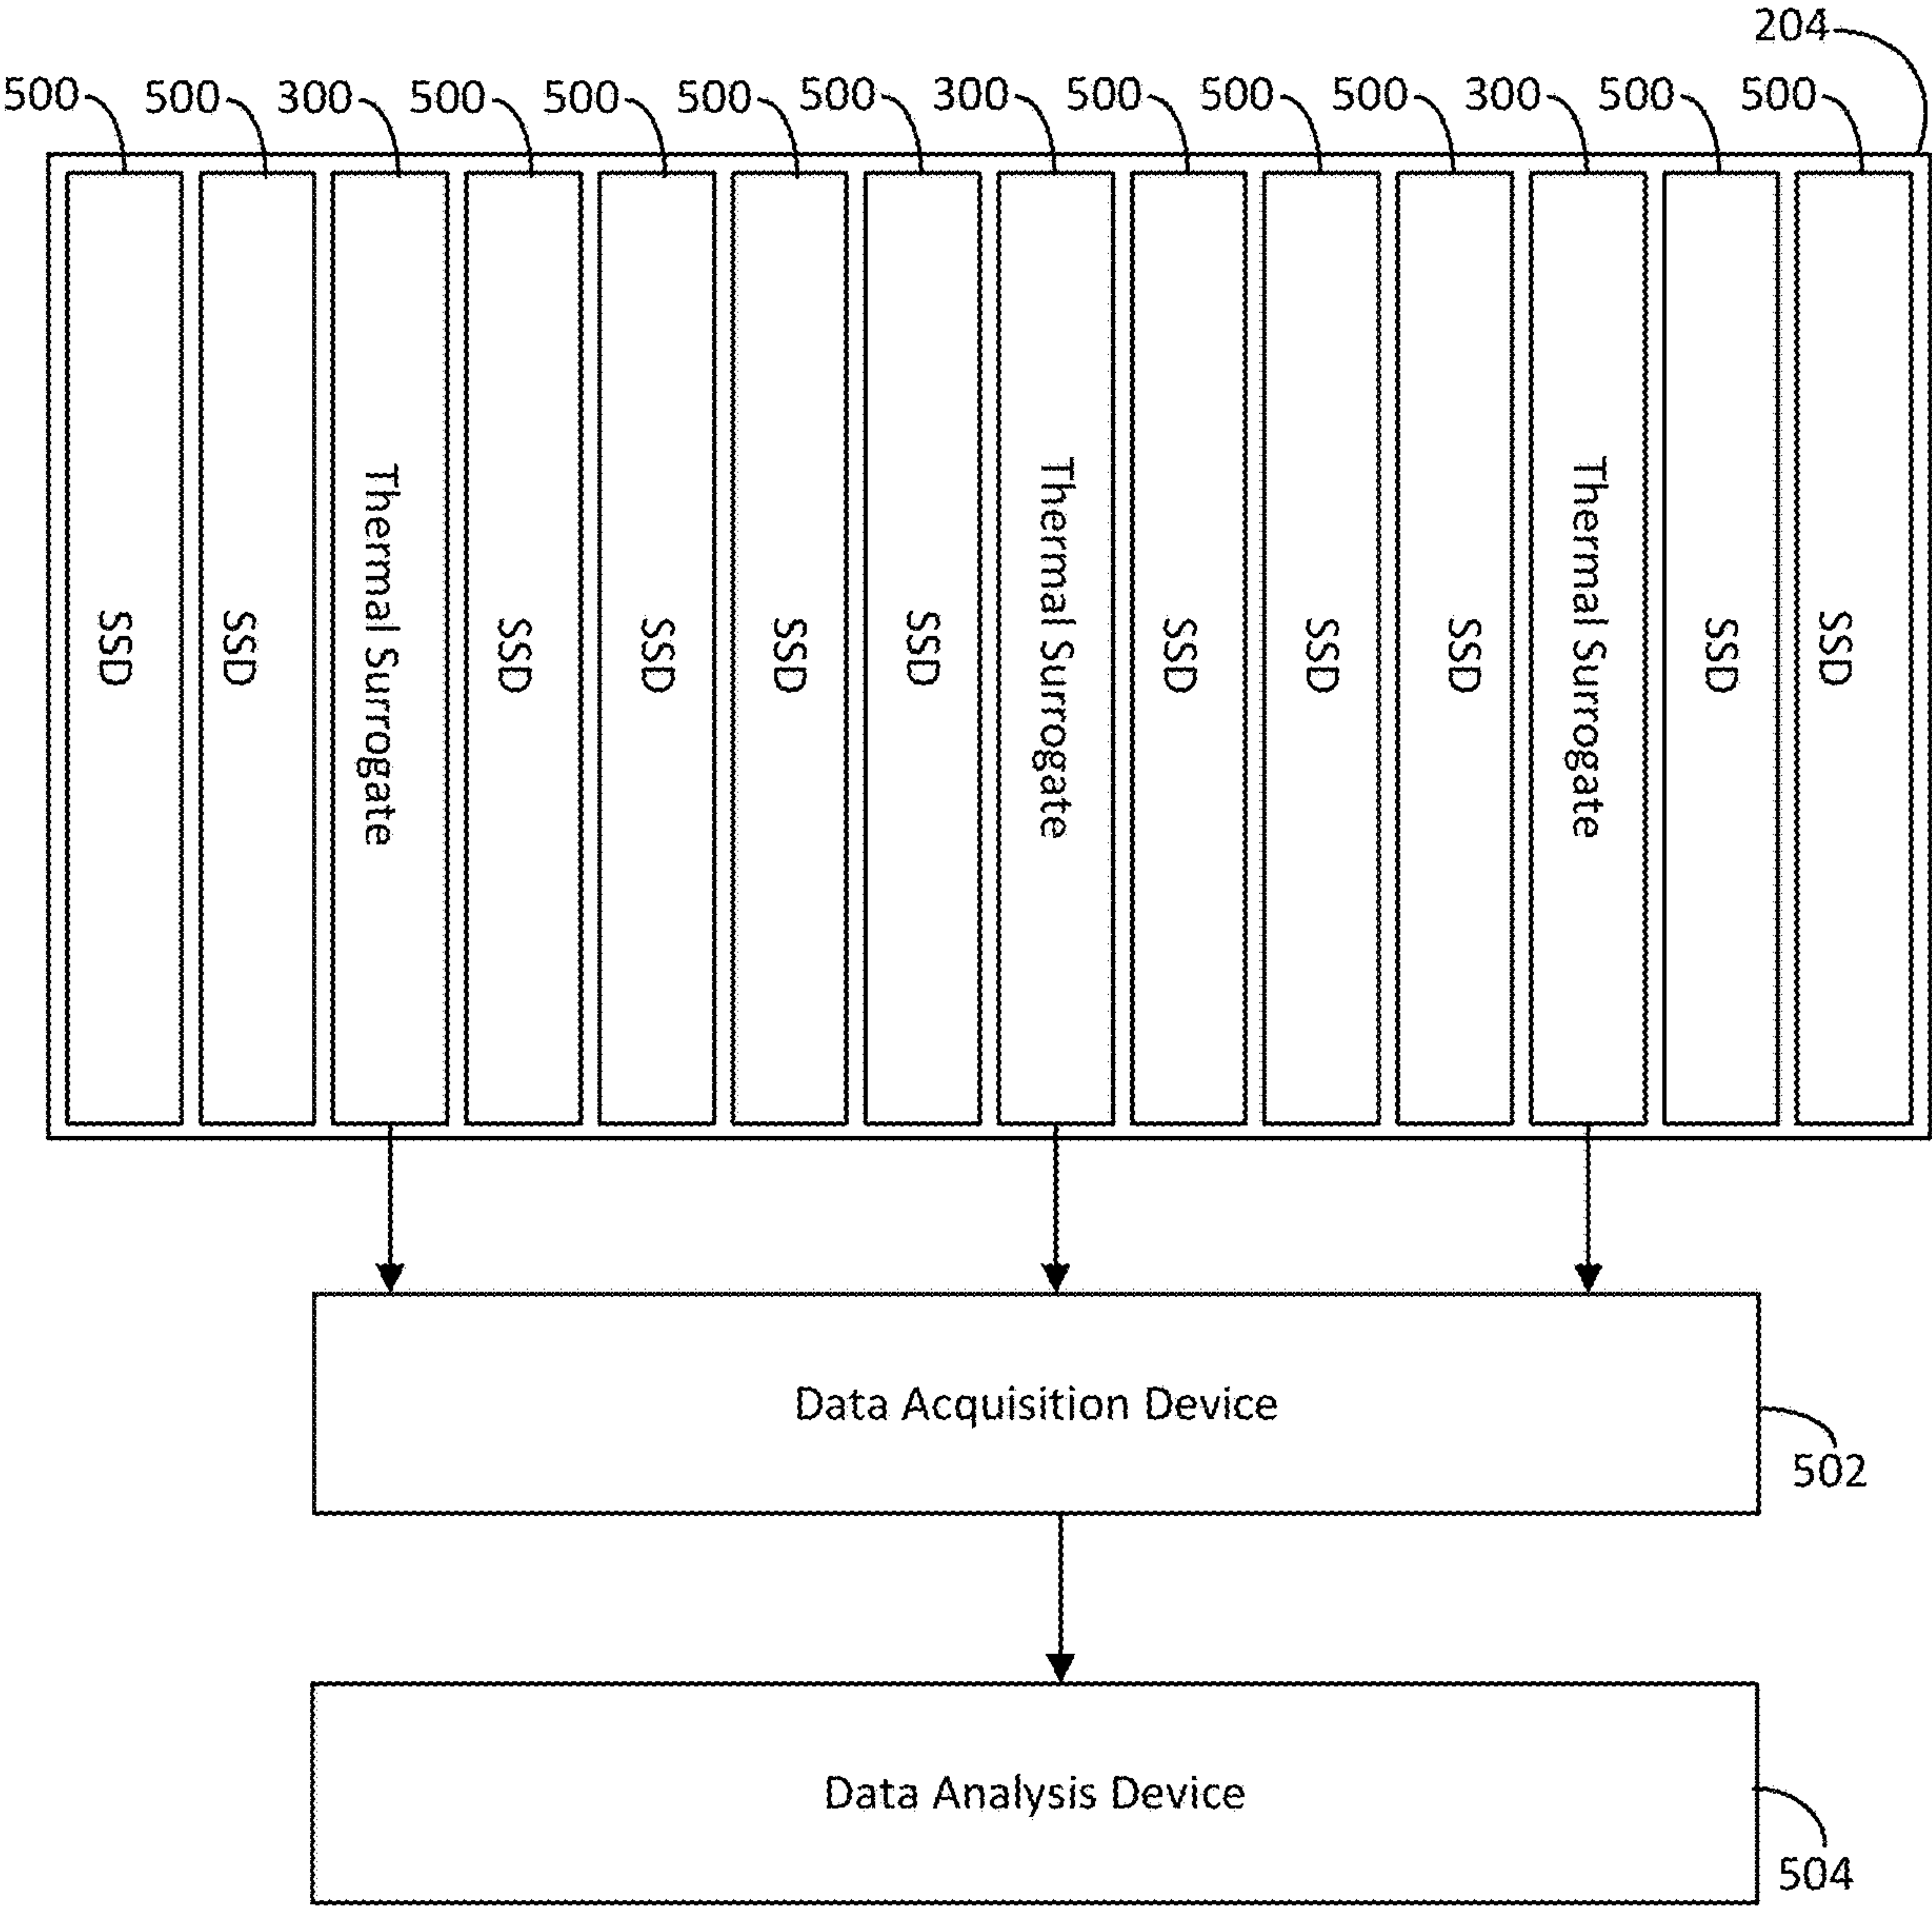 204
500 500 300 500 500 500 500 300 500 500 500 300 500 500
SSD
SSD
Thermal Surrogate
SSD
SSD
SSD
SSD
Thermal Surrogate
SSD
SSD
SSD
Thermal Surrogate
SSD
SSD
Data Acquisition Device
502
Data Analysis Device
504